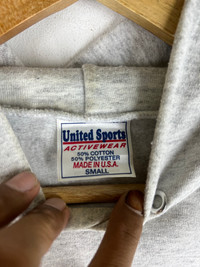 United Sports
ACTIVEWEAR
50% COTTON
50% POLYESTER
MADE IN U.S.A.
SMALL